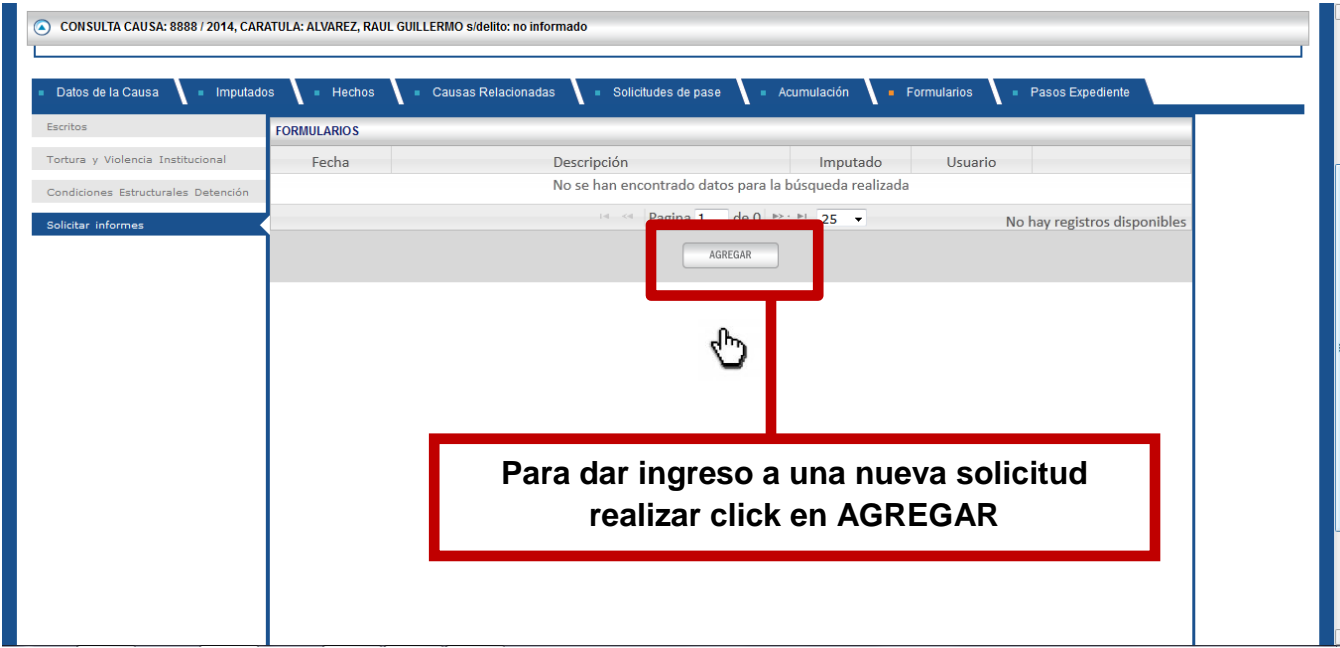 CONSULTA CAUSA: 8888 / 2014, CARATULA: ALVAREZ, RAUL GUILLERMO s/delito: no informado
Datos de la Causa Imputados Hechos Causas Relacionadas Solicitudes de pase Acumulación Formularios Pasos Expediente
Escritos
Tortura y Violencia Institucional
Condiciones Estructurales Detención
Solicitar informes
FORMULARIOS
Fecha Descripción Imputado Usuario
No se han encontrado datos para la búsqueda realizada
Pagina 1 de 0 25 No hay registros disponibles
AGREGAR
Para dar ingreso a una nueva solicitud
realizar click en AGREGAR